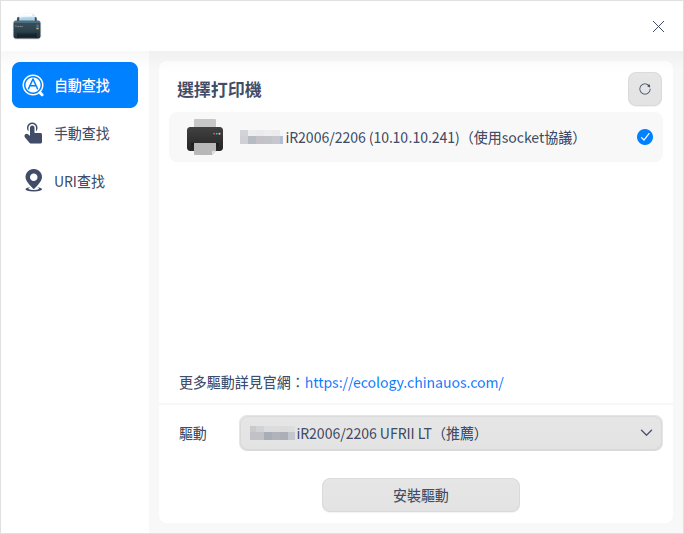 自動查找
手動查找
URI查找
選擇打印機
iR2006/2206 (10.10.10.241)（使用socket協議）
更多驅動詳見官網：https://ecology.chinauos.com/
驅動
iR2006/2206 UFRII LT（推薦）
安裝驅動